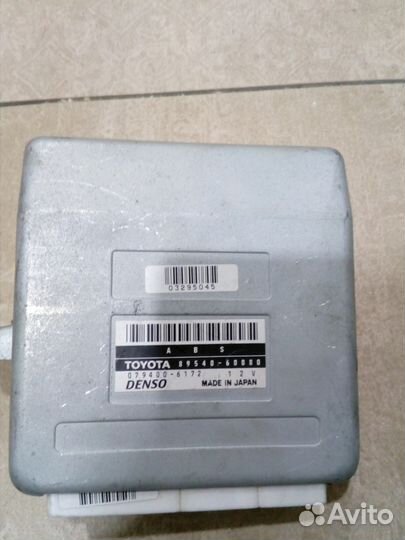 03295045
A B S
TOYOTA 89540-60080
079400-6172 12V
DENSO MADE IN JAPAN
Avito